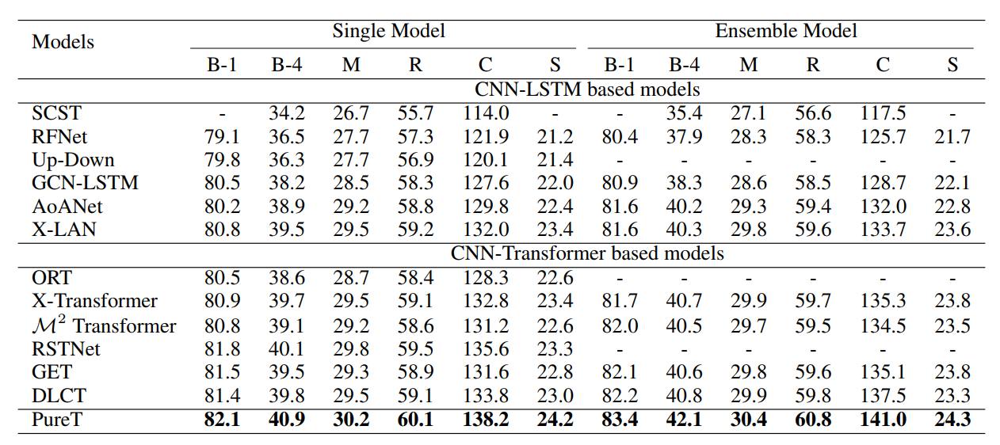 Models Single Model Ensemble Model
B-1 B-4 M R C S B-1 B-4 M R C S
CNN-LSTM based models
SCST - 34.2 26.7 55.7 114.0 - - 35.4 27.1 56.6 117.5 -
RFNet 79.1 36.5 27.7 57.3 121.9 21.2 80.4 37.9 28.3 58.3 125.7 21.7
Up-Down 79.8 36.3 27.7 56.9 120.1 21.4 - - - - - -
GCN-LSTM 80.5 38.2 28.5 58.3 127.6 22.0 80.9 38.3 28.6 58.5 128.7 22.1
AoANet 80.2 38.9 29.2 58.8 129.8 22.4 81.6 40.2 29.3 59.4 132.0 22.8
X-LAN 80.8 39.5 29.5 59.2 132.0 23.4 81.6 40.3 29.8 59.6 133.7 23.6
CNN-Transformer based models
ORT 80.5 38.6 28.7 58.4 128.3 22.6 - - - - - -
X-Transformer 80.9 39.7 29.5 59.1 132.8 23.4 81.7 40.7 29.9 59.7 135.3 23.8
ℳ² Transformer 80.8 39.1 29.2 58.6 131.2 22.6 82.0 40.5 29.7 59.5 134.5 23.5
RSTNet 81.8 40.1 29.8 59.5 135.6 23.3 - - - - - -
GET 81.5 39.5 29.3 58.9 131.6 22.8 82.1 40.6 29.8 59.6 135.1 23.8
DLCT 81.4 39.8 29.5 59.1 133.8 23.0 82.2 40.8 29.9 59.8 137.5 23.3
PureT 82.1 40.9 30.2 60.1 138.2 24.2 83.4 42.1 30.4 60.8 141.0 24.3